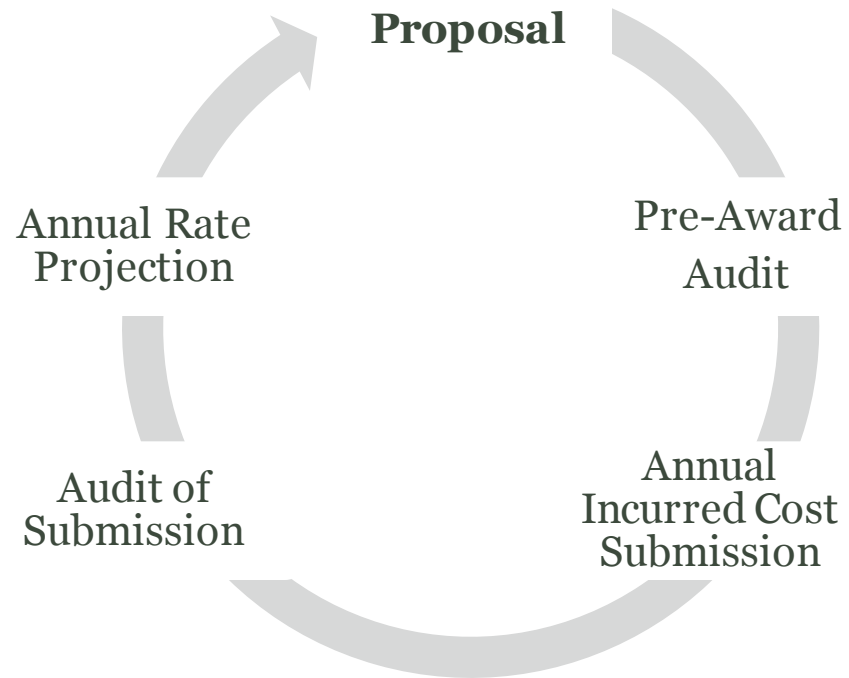 Proposal
Pre-Award
Audit
Annual
Incurred Cost
Submission
Audit of
Submission
Annual Rate
Projection